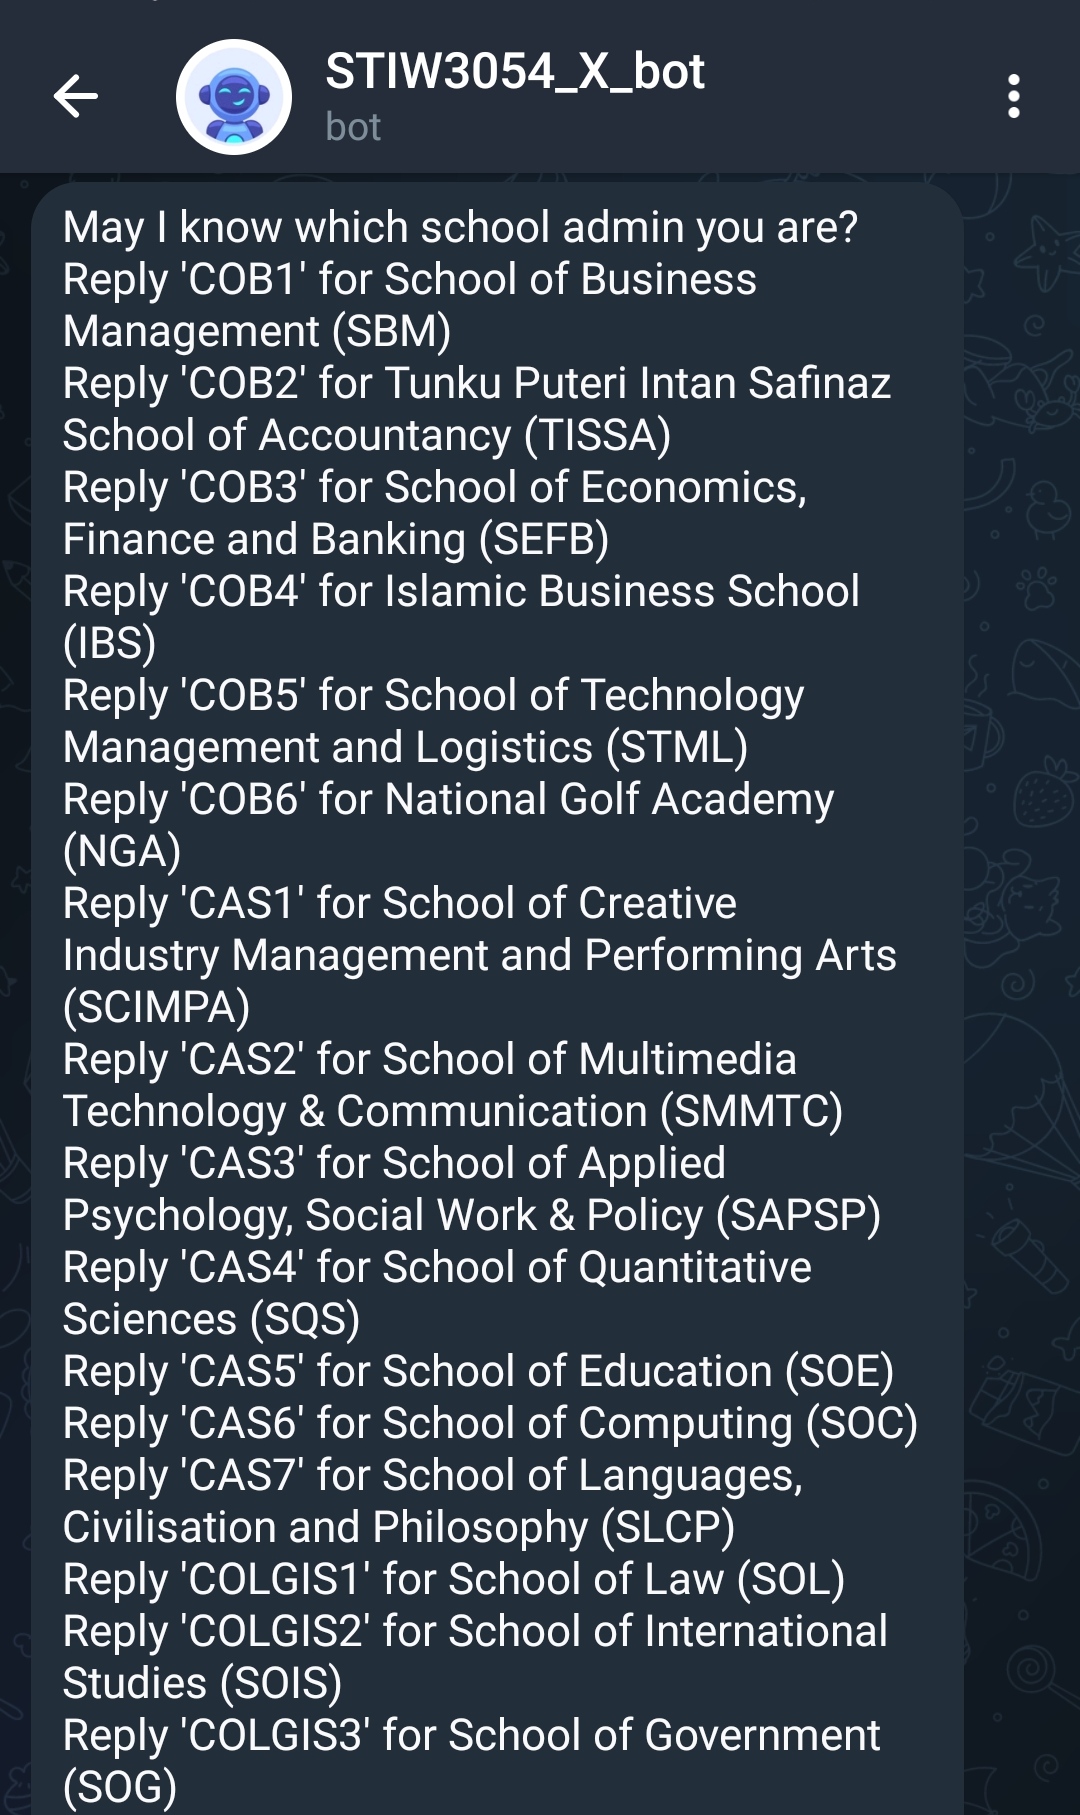 STIW3054_X_bot
bot
May I know which school admin you are?
Reply 'COB1' for School of Business
Management (SBM)
Reply 'COB2' for Tunku Puteri Intan Safinaz
School of Accountancy (TISSA)
Reply 'COB3' for School of Economics,
Finance and Banking (SEFB)
Reply 'COB4' for Islamic Business School
(IBS)
Reply 'COB5' for School of Technology
Management and Logistics (STML)
Reply 'COB6' for National Golf Academy
(NGA)
Reply 'CAS1' for School of Creative
Industry Management and Performing Arts
(SCIMPA)
Reply 'CAS2' for School of Multimedia
Technology & Communication (SMMTC)
Reply 'CAS3' for School of Applied
Psychology, Social Work & Policy (SAPSP)
Reply 'CAS4' for School of Quantitative
Sciences (SQS)
Reply 'CAS5' for School of Education (SOE)
Reply 'CAS6' for School of Computing (SOC)
Reply 'CAS7' for School of Languages,
Civilisation and Philosophy (SLCP)
Reply 'COLGIS1' for School of Law (SOL)
Reply 'COLGIS2' for School of International
Studies (SOIS)
Reply 'COLGIS3' for School of Government
(SOG)